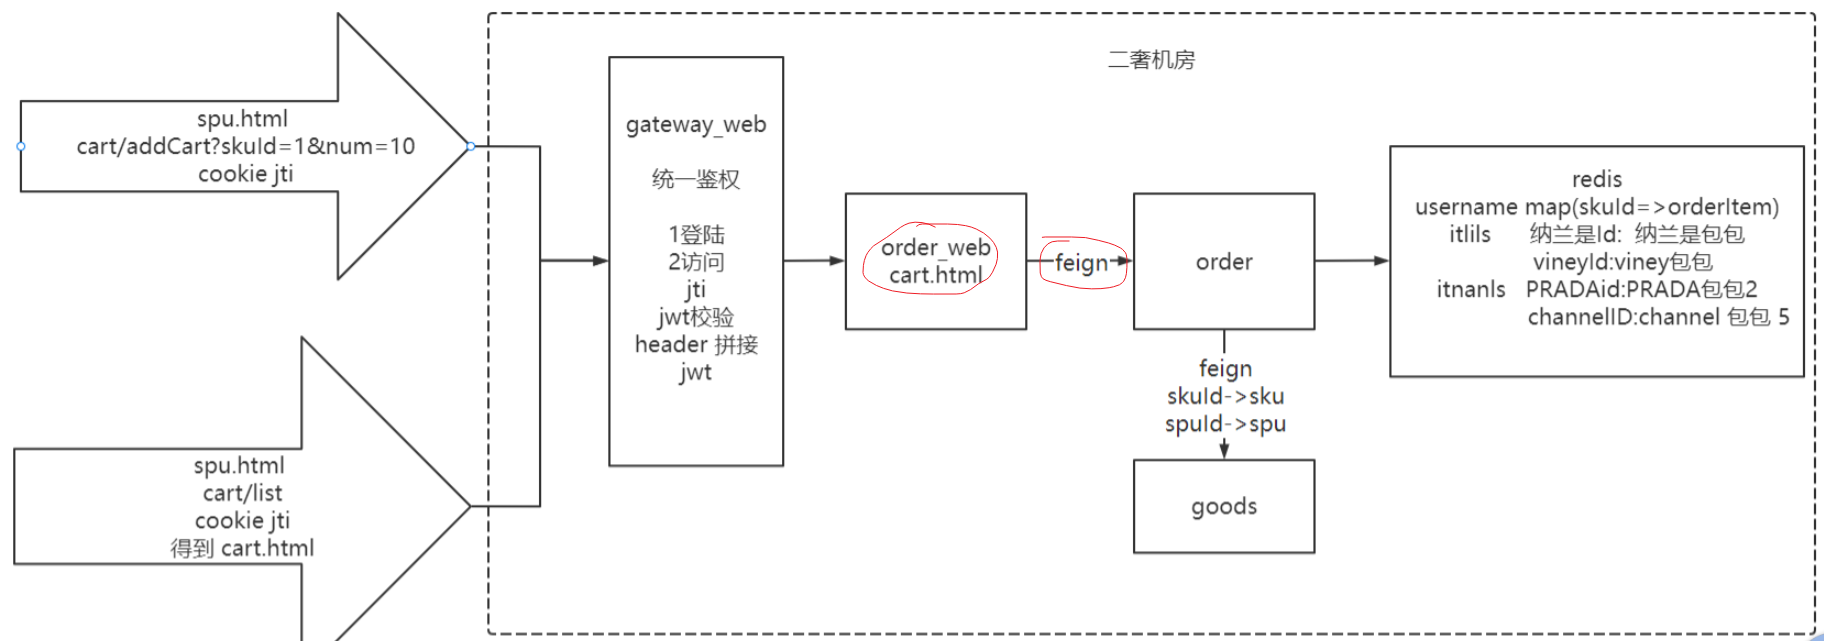 二奢机房
spu.html
cart/addCart?skuId=1&num=10
cookie jti
spu.html
cart/list
cookie jti
得到 cart.html
gateway_web
统一鉴权
1登陆
2访问
jti
jwt校验
header 拼接
jwt
order_web
cart.html
feign
order
feign
skuId->sku
spuId->spu
goods
redis
username map(skuId=>orderItem)
itlils 纳兰是Id: 纳兰是包包
vineyId:viney包包
itnanls PRADAid:PRADA包包2
channelID:channel 包包 5